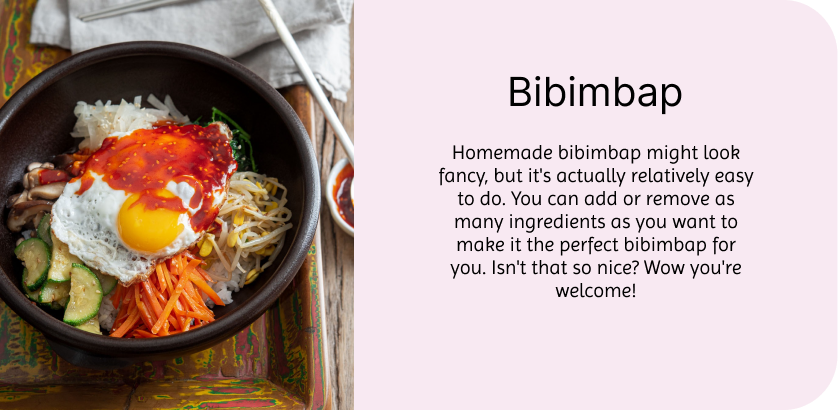 Bibimbap
Homemade bibimbap might look
fancy, but it's actually relatively easy
to do. You can add or remove as
many ingredients as you want to
make it the perfect bibimbap for
you. Isn't that so nice? Wow you're
welcome!